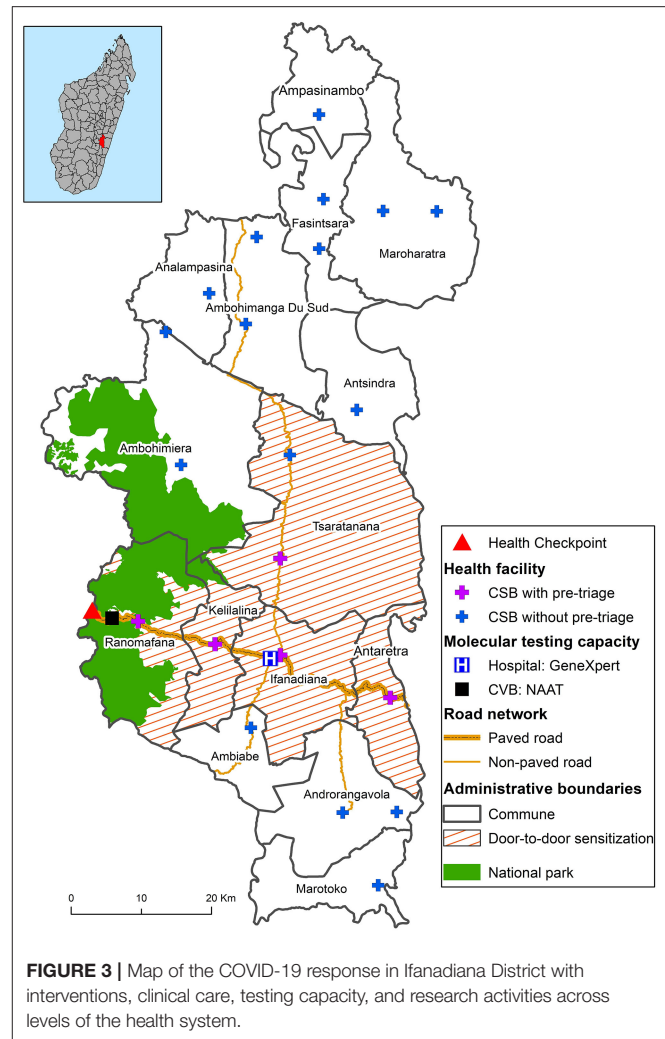 Ampasinambo
Fasintsara
Maroharatra
Analampasina
Ambohimanga Du Sud
Antsindra
Ambohimiera
Tsaratanana
Kelilalina
Ranomafana
Antaretra
Ifanadiana
Ambiabe
Androrangavola
Marotoko
H
0 10 20 Km
Health Checkpoint
Health facility
CSB with pre-triage
CSB without pre-triage
Molecular testing capacity
H Hospital: GeneXpert
CVB: NAAT
Road network
Paved road
Non-paved road
Administrative boundaries
Commune
Door-to-door sensitization
National park
FIGURE 3 | Map of the COVID-19 response in Ifanadiana District with
interventions, clinical care, testing capacity, and research activities across
levels of the health system.